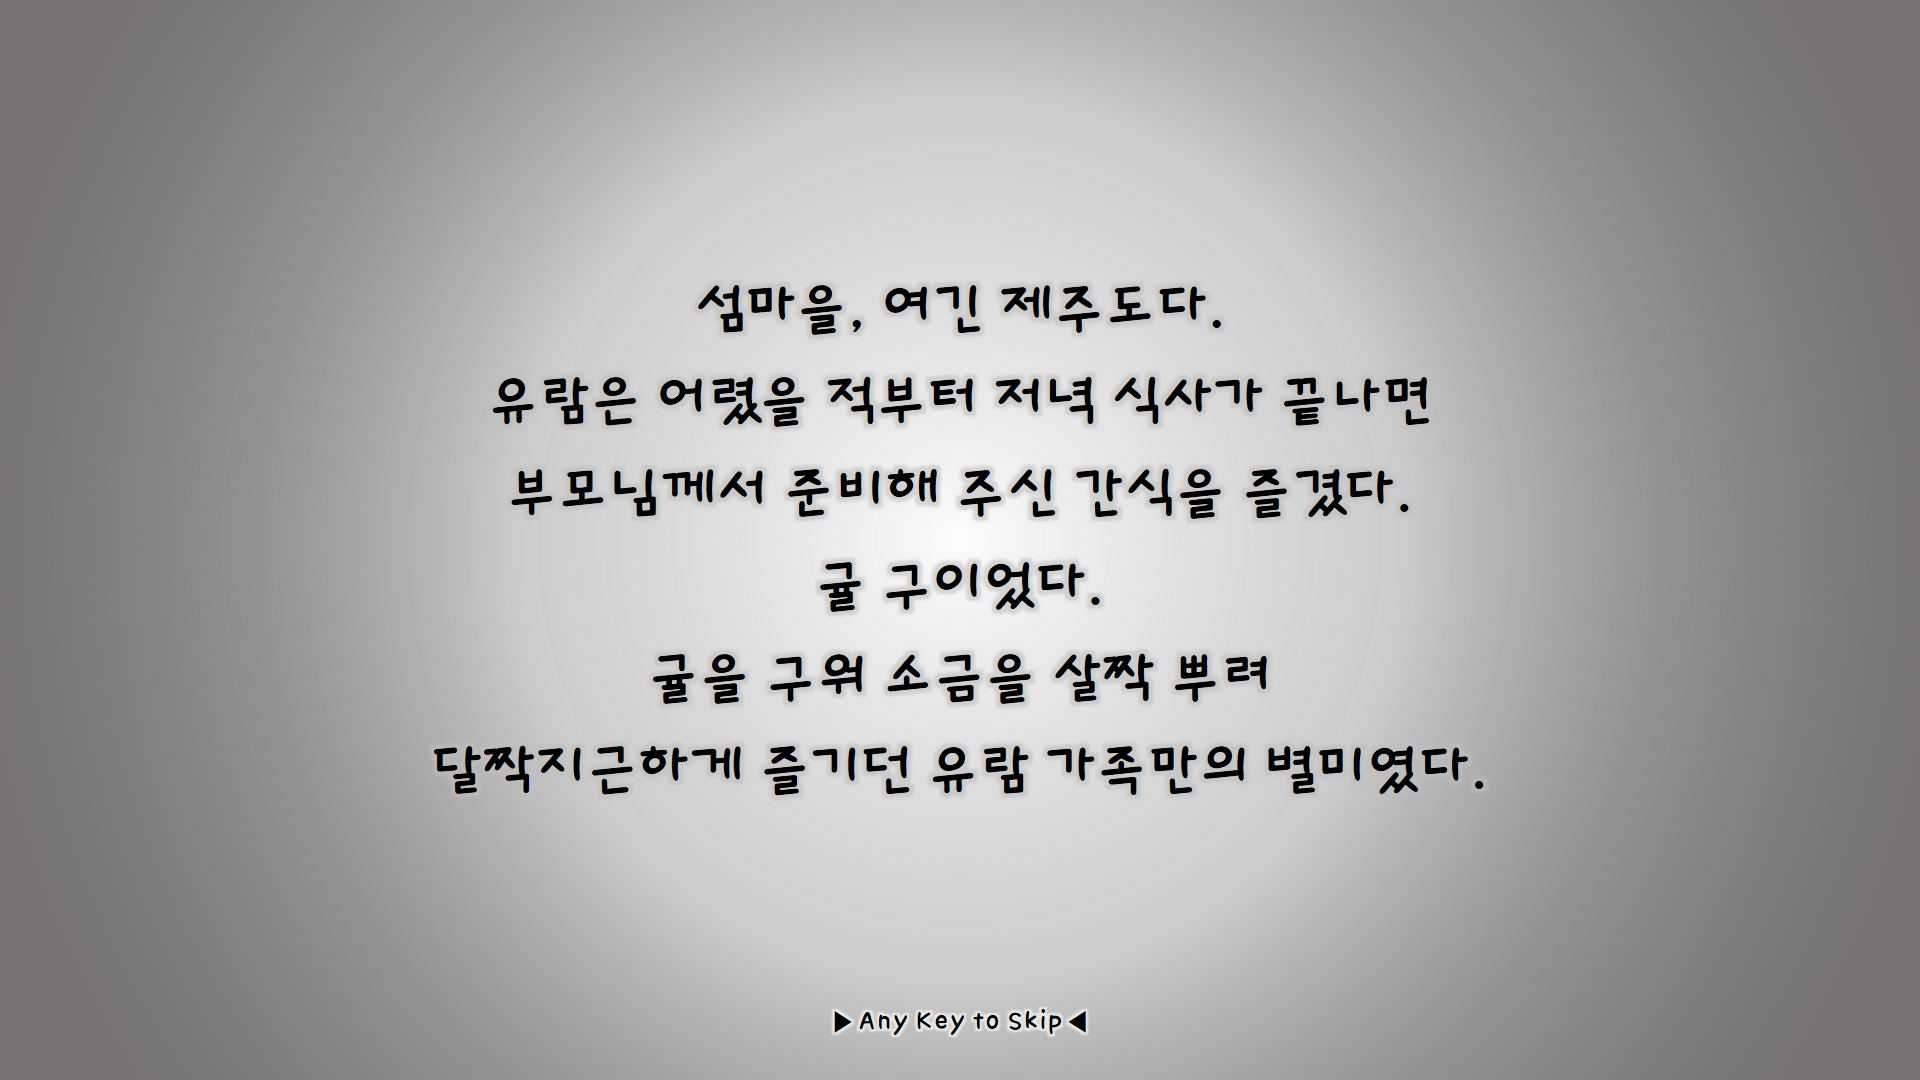 섬마을, 여긴 제주도다.
유람은 어렸을 적부터 저녁 식사가 끝나면
부모님께서 준비해 주신 간식을 즐겼다.
귤 구이었다.
귤을 구워 소금을 살짝 뿌려
달짝지근하게 즐기던 유람 가족만의 별미였다.
▶ Any Key to Skip ◀